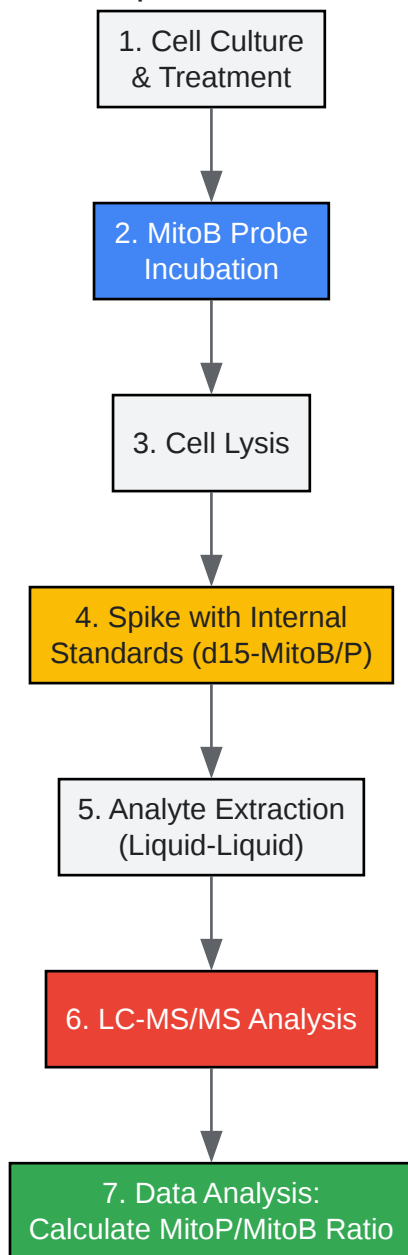 1. Cell Culture
& Treatment
2. MitoB Probe
Incubation
3. Cell Lysis
4. Spike with Internal
Standards (d15-MitoB/P)
5. Analyte Extraction
(Liquid-Liquid)
6. LC-MS/MS Analysis
7. Data Analysis:
Calculate MitoP/MitoB Ratio